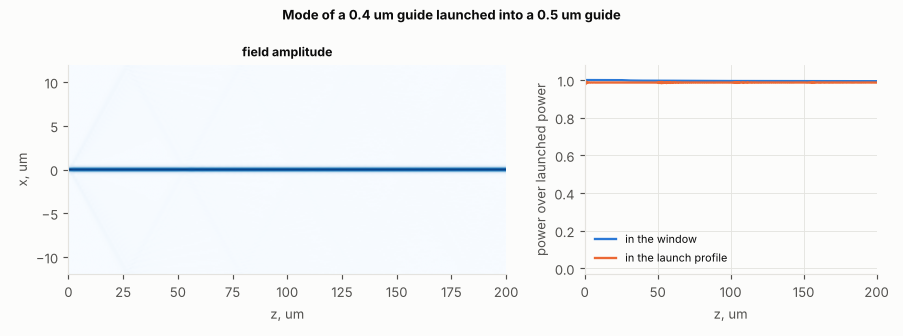 Mode of a 0.4 um guide launched into a 0.5 um guide
field amplitude
10
5
0
−5
−10
x, um
0 25 50 75 100 125 150 175 200
z, um
1.0
0.8
0.6
0.4
0.2
0.0
power over launched power
in the window
in the launch profile
0 50 100 150 200
z, um